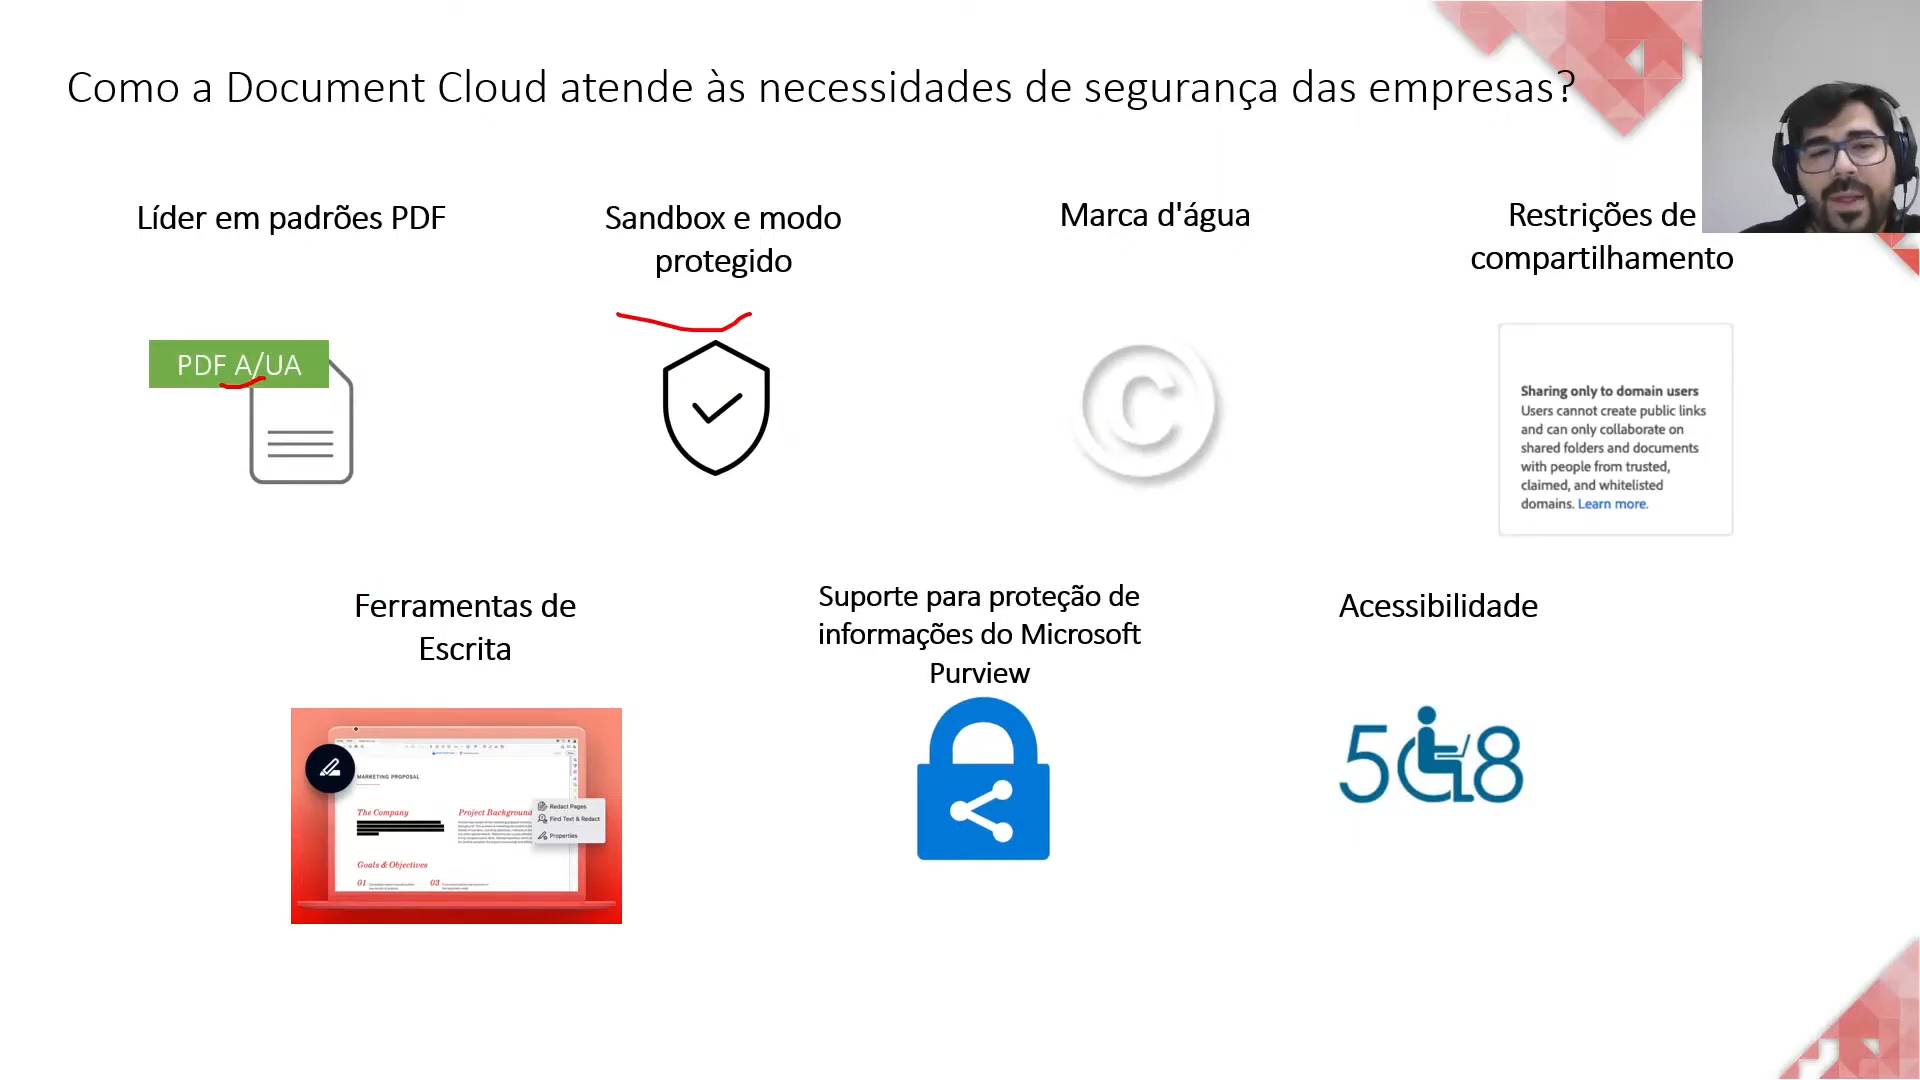 Como a Document Cloud atende às necessidades de segurança das empresas?
Líder em padrões PDF
Sandbox e modo
protegido
Marca d'água
Restrições de
compartilhamento
PDF A/UA
C
Sharing only to domain users
Users cannot create public links
and can only collaborate on
shared folders and documents
with people from trusted,
claimed, and whitelisted
domains. Learn more.
Ferramentas de
Escrita
Suporte para proteção de
informações do Microsoft
Purview
Acessibilidade
MARKETING PROPOSAL
The Company
Project Background
Redact Pages
Find Text & Redact
Properties
Goals & Objectives
01
03
508